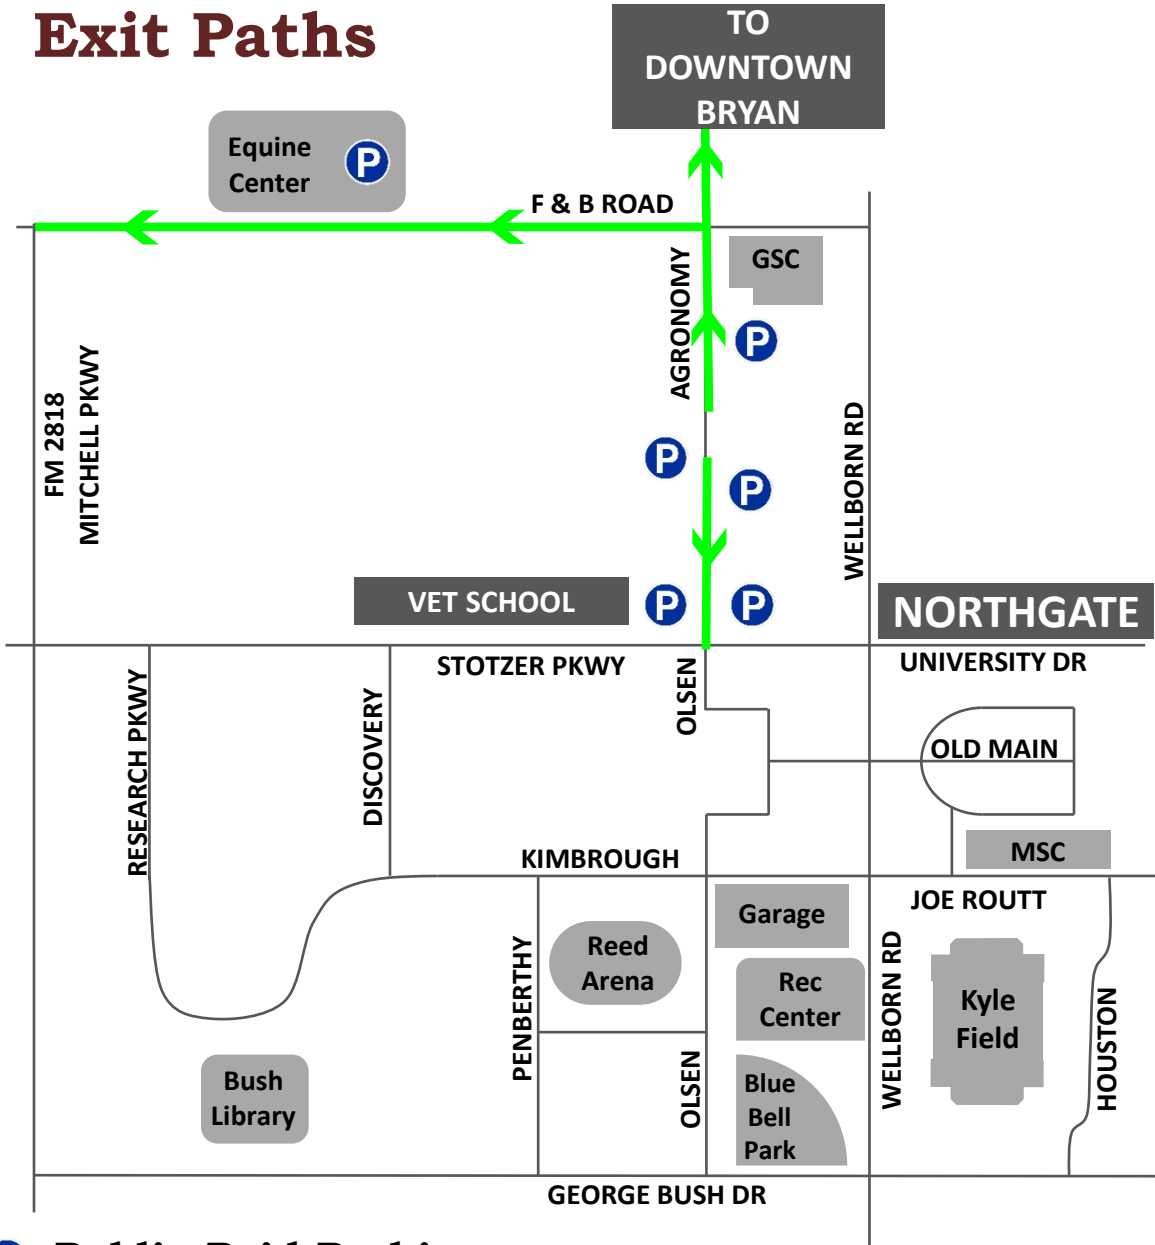 Exit Paths
TO
DOWNTOWN
BRYAN
Equine
Center
P
F & B ROAD
GSC
AGRONOMY
P
FM 2818
MITCHELL PKWY
WELLBORN RD
P
P
VET SCHOOL
P
P
NORTHGATE
STOTZER PKWY
UNIVERSITY DR
OLSEN
RESEARCH PKWY
DISCOVERY
OLD MAIN
KIMBROUGH
MSC
JOE ROUTT
Garage
Reed
Arena
PENBERTHY
Rec
Center
WELLBORN RD
Kyle
Field
HOUSTON
Bush
Library
OLSEN
Blue
Bell
Park
GEORGE BUSH DR